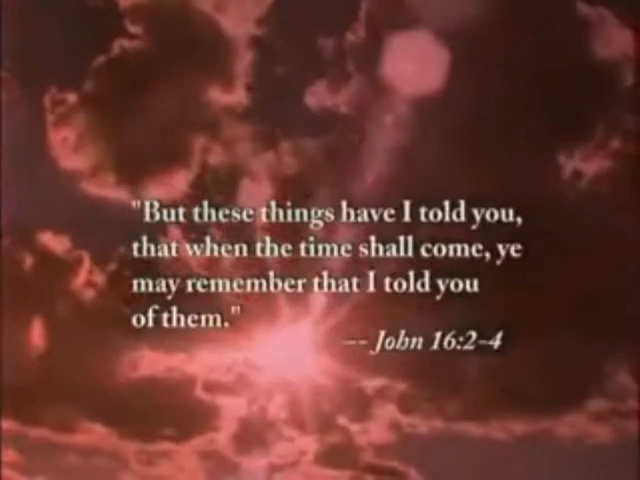 "But these things have I told you,
that when the time shall come, ye
may remember that I told you
of them."
-- John 16:2-4